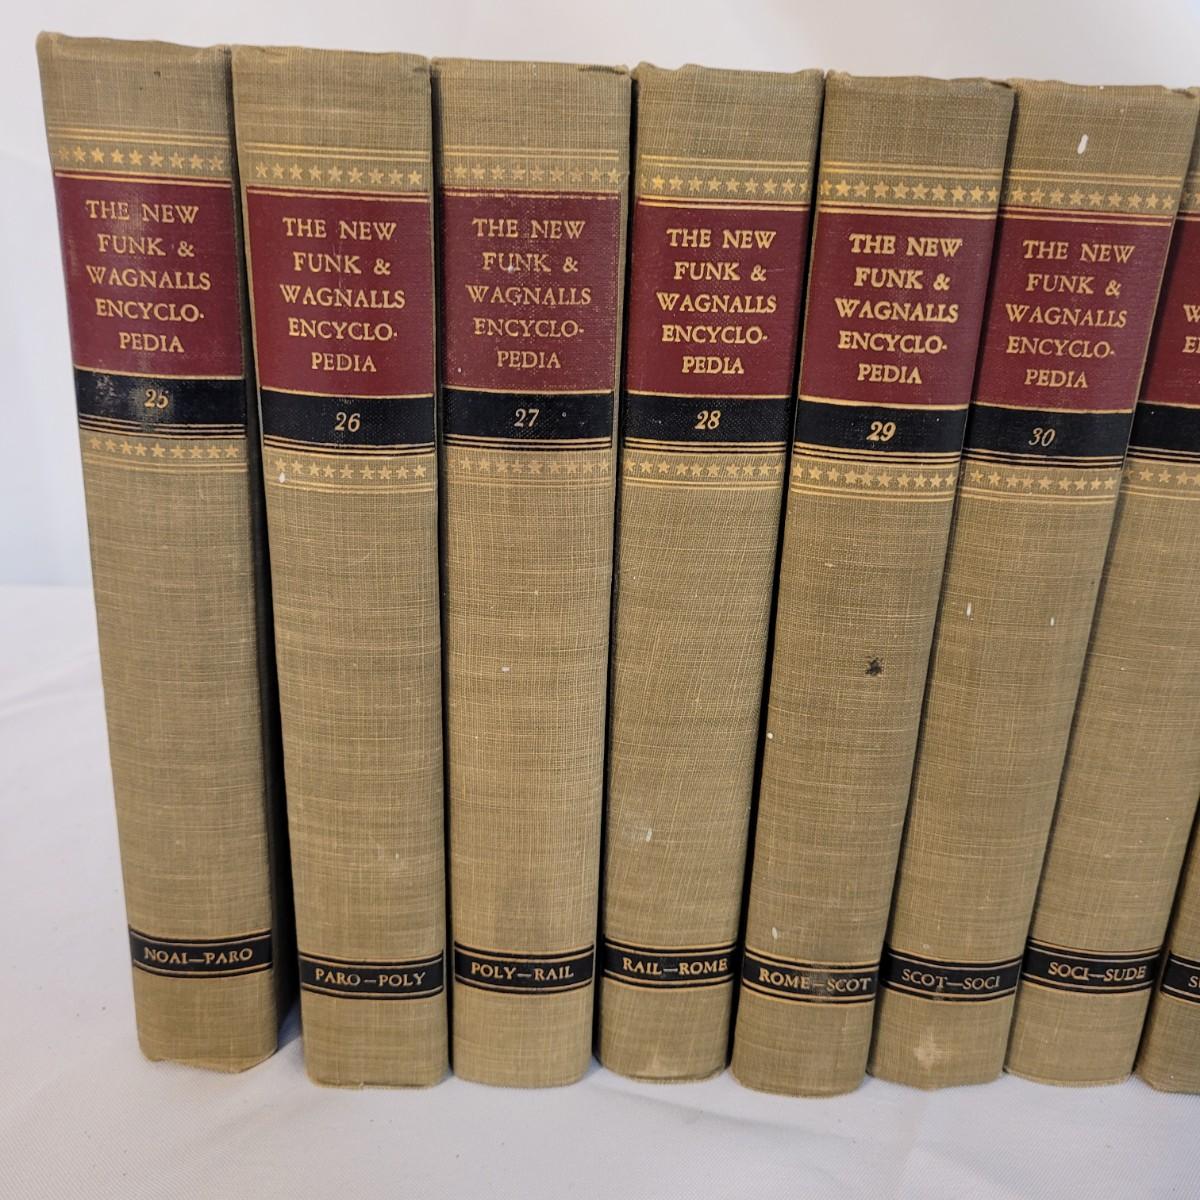 THE NEW
FUNK &
WAGNALLS
ENCYCLO-
PEDIA
25
NOAI—PARO
THE NEW
FUNK &
WAGNALLS
ENCYCLO-
PEDIA
26
PARO—POLY
THE NEW
FUNK &
WAGNALLS
ENCYCLO-
PEDIA
27
POLY—RAIL
THE NEW
FUNK &
WAGNALLS
ENCYCLO-
PEDIA
28
RAIL—ROME
THE NEW
FUNK &
WAGNALLS
ENCYCLO-
PEDIA
29
ROME—SCOT
THE NEW
FUNK &
WAGNALLS
ENCYCLO-
PEDIA
30
SCOT—SOCI
SOCI—SUDE